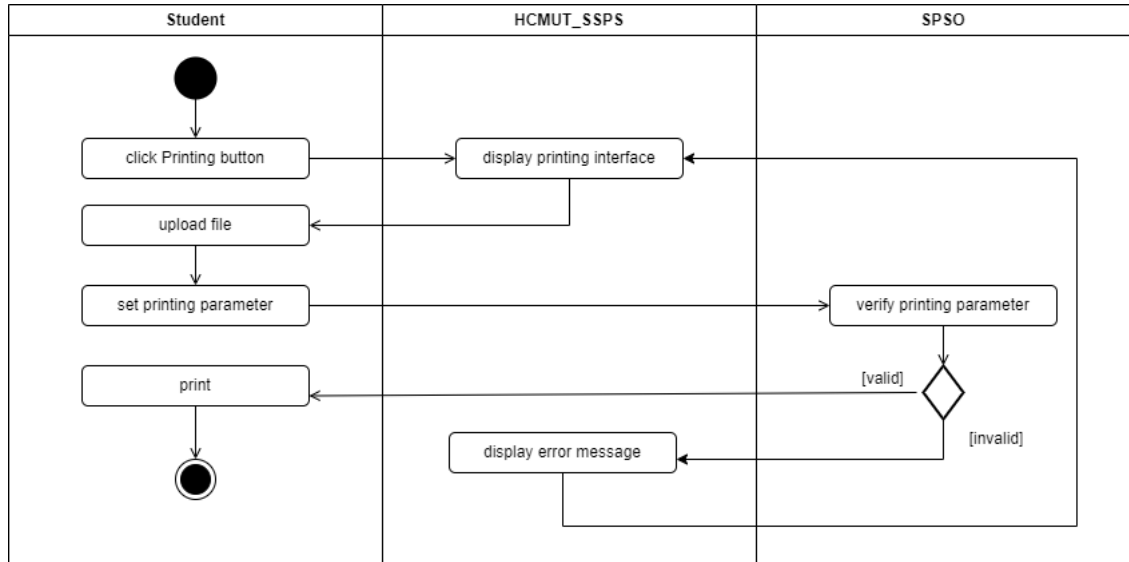 Student
HCMUT_SSPS
SPSO
click Printing button
display printing interface
upload file
set printing parameter
verify printing parameter
print
[valid]
[invalid]
display error message